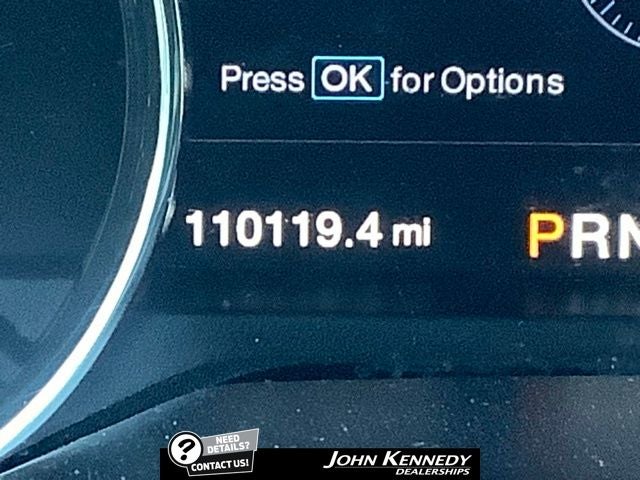 Press OK for Options
110119.4 mi
PRN
NEED
DETAILS?
?
CONTACT US!
JOHN KENNEDY
DEALERSHIPS